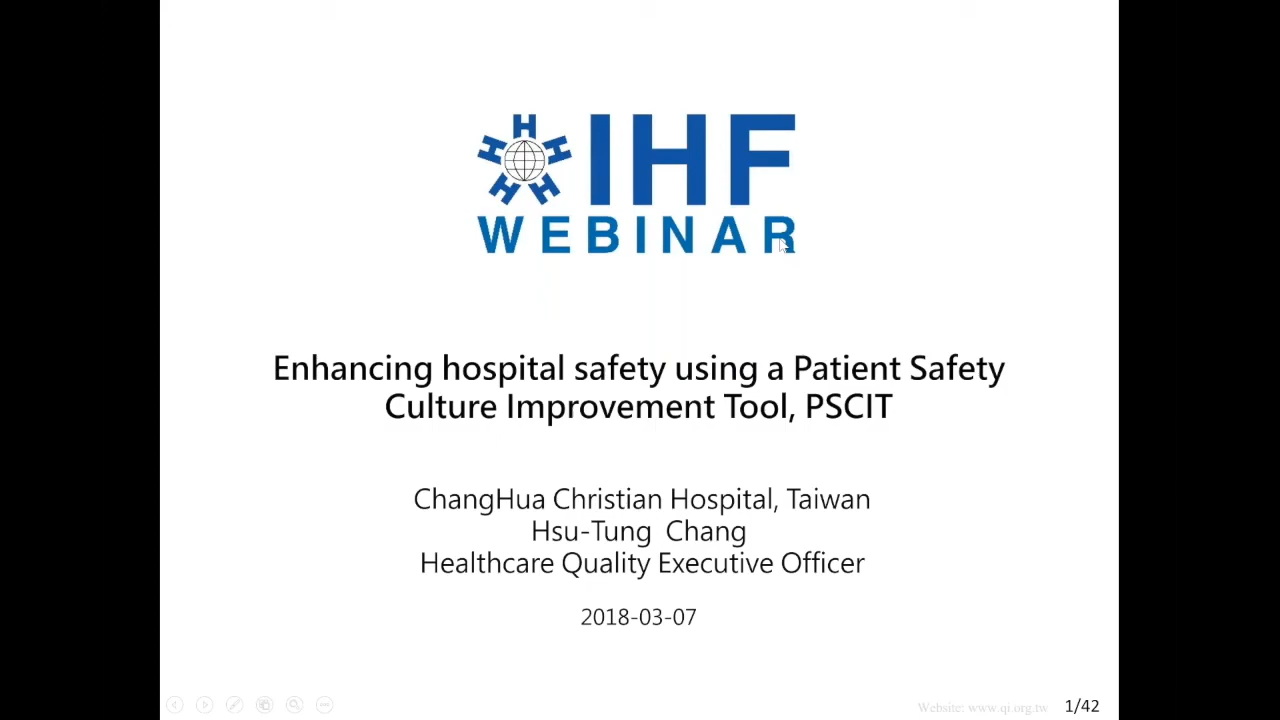 IHF
WEBINAR
Enhancing hospital safety using a Patient Safety
Culture Improvement Tool, PSCIT
ChangHua Christian Hospital, Taiwan
Hsu-Tung Chang
Healthcare Quality Executive Officer
2018-03-07
Website: www.qi.org.tw
1/42